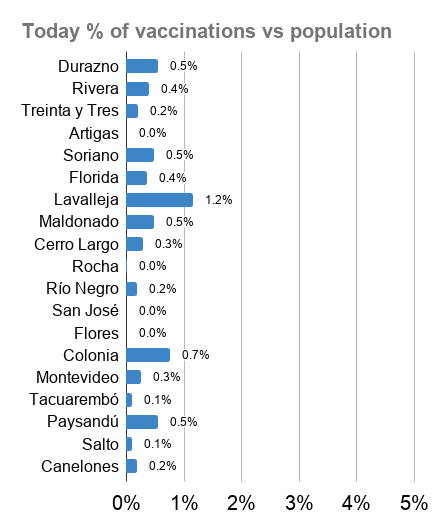 Today % of vaccinations vs population
Durazno 0.5%
Rivera 0.4%
Treinta y Tres 0.2%
Artigas 0.0%
Soriano 0.5%
Florida 0.4%
Lavalleja 1.2%
Maldonado 0.5%
Cerro Largo 0.3%
Rocha 0.0%
Río Negro 0.2%
San José 0.0%
Flores 0.0%
Colonia 0.7%
Montevideo 0.3%
Tacuarembó 0.1%
Paysandú 0.5%
Salto 0.1%
Canelones 0.2%
0% 1% 2% 3% 4% 5%